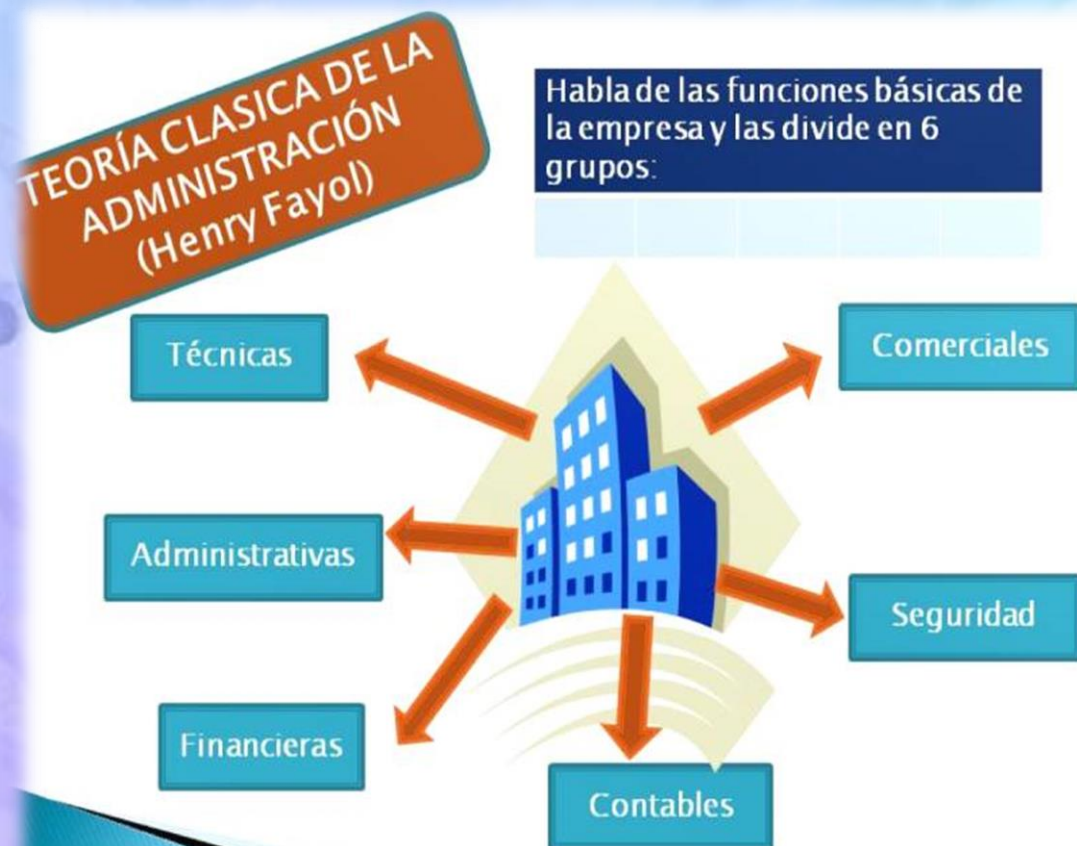 TEORÍA CLASICA DE LA
ADMINISTRACIÓN
(Henry Fayol)
Habla de las funciones básicas de
la empresa y las divide en 6
grupos:
Técnicas
Comerciales
Administrativas
Seguridad
Financieras
Contables